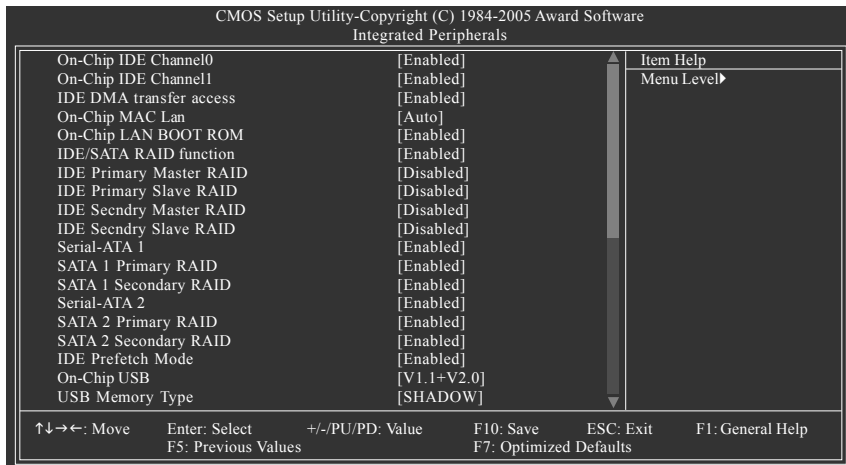 CMOS Setup Utility-Copyright (C) 1984-2005 Award Software
Integrated Peripherals
On-Chip IDE Channel0 [Enabled] Item Help
On-Chip IDE Channel1 [Enabled] Menu Level▶
IDE DMA transfer access [Enabled]
On-Chip MAC Lan [Auto]
On-Chip LAN BOOT ROM [Enabled]
IDE/SATA RAID function [Enabled]
IDE Primary Master RAID [Disabled]
IDE Primary Slave RAID [Disabled]
IDE Secndry Master RAID [Disabled]
IDE Secndry Slave RAID [Disabled]
Serial-ATA 1 [Enabled]
SATA 1 Primary RAID [Enabled]
SATA 1 Secondary RAID [Enabled]
Serial-ATA 2 [Enabled]
SATA 2 Primary RAID [Enabled]
SATA 2 Secondary RAID [Enabled]
IDE Prefetch Mode [Enabled]
On-Chip USB [V1.1+V2.0]
USB Memory Type [SHADOW]
↑↓→←: Move Enter: Select +/-/PU/PD: Value F10: Save ESC: Exit F1: General Help
F5: Previous Values F7: Optimized Defaults